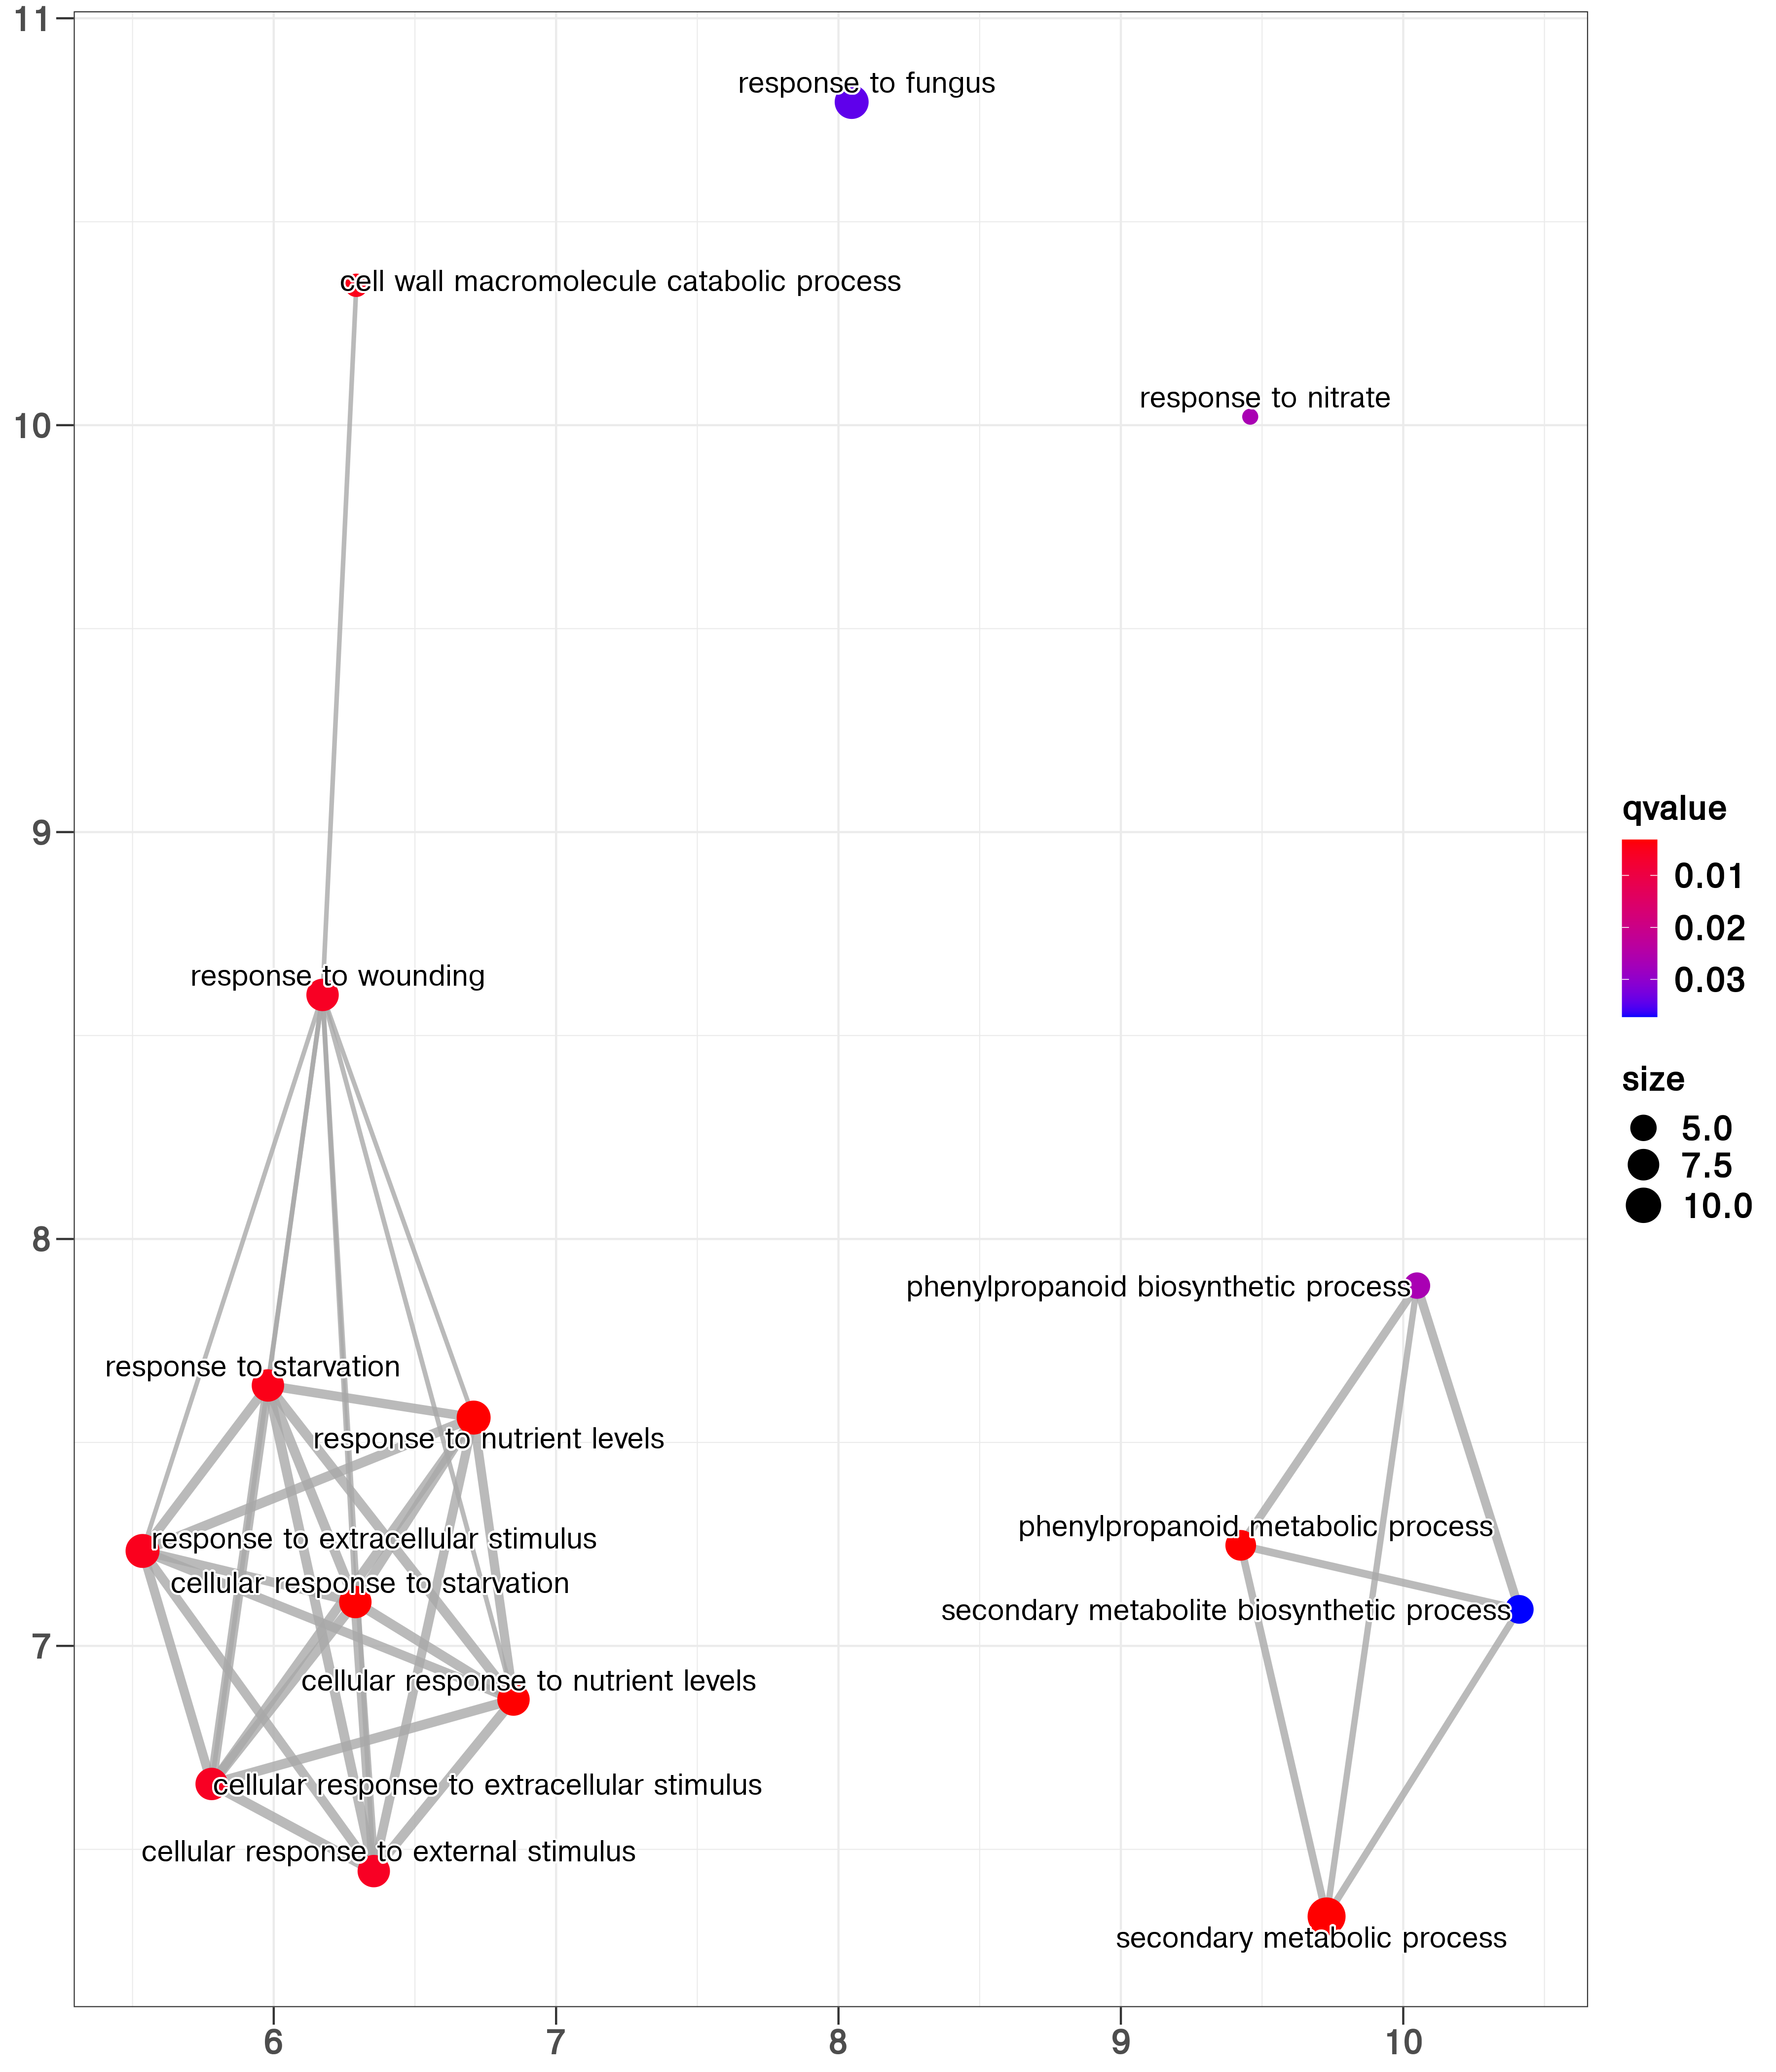 11
response to fungus
cell wall macromolecule catabolic process
response to nitrate
10
9
qvalue
0.01
0.02
0.03
response to wounding
size
5.0
7.5
10.0
8
phenylpropanoid biosynthetic process
response to starvation
response to nutrient levels
phenylpropanoid metabolic process
response to extracellular stimulus
cellular response to starvation
secondary metabolite biosynthetic process
7
cellular response to nutrient levels
cellular response to extracellular stimulus
cellular response to external stimulus
secondary metabolic process
6 7 8 9 10